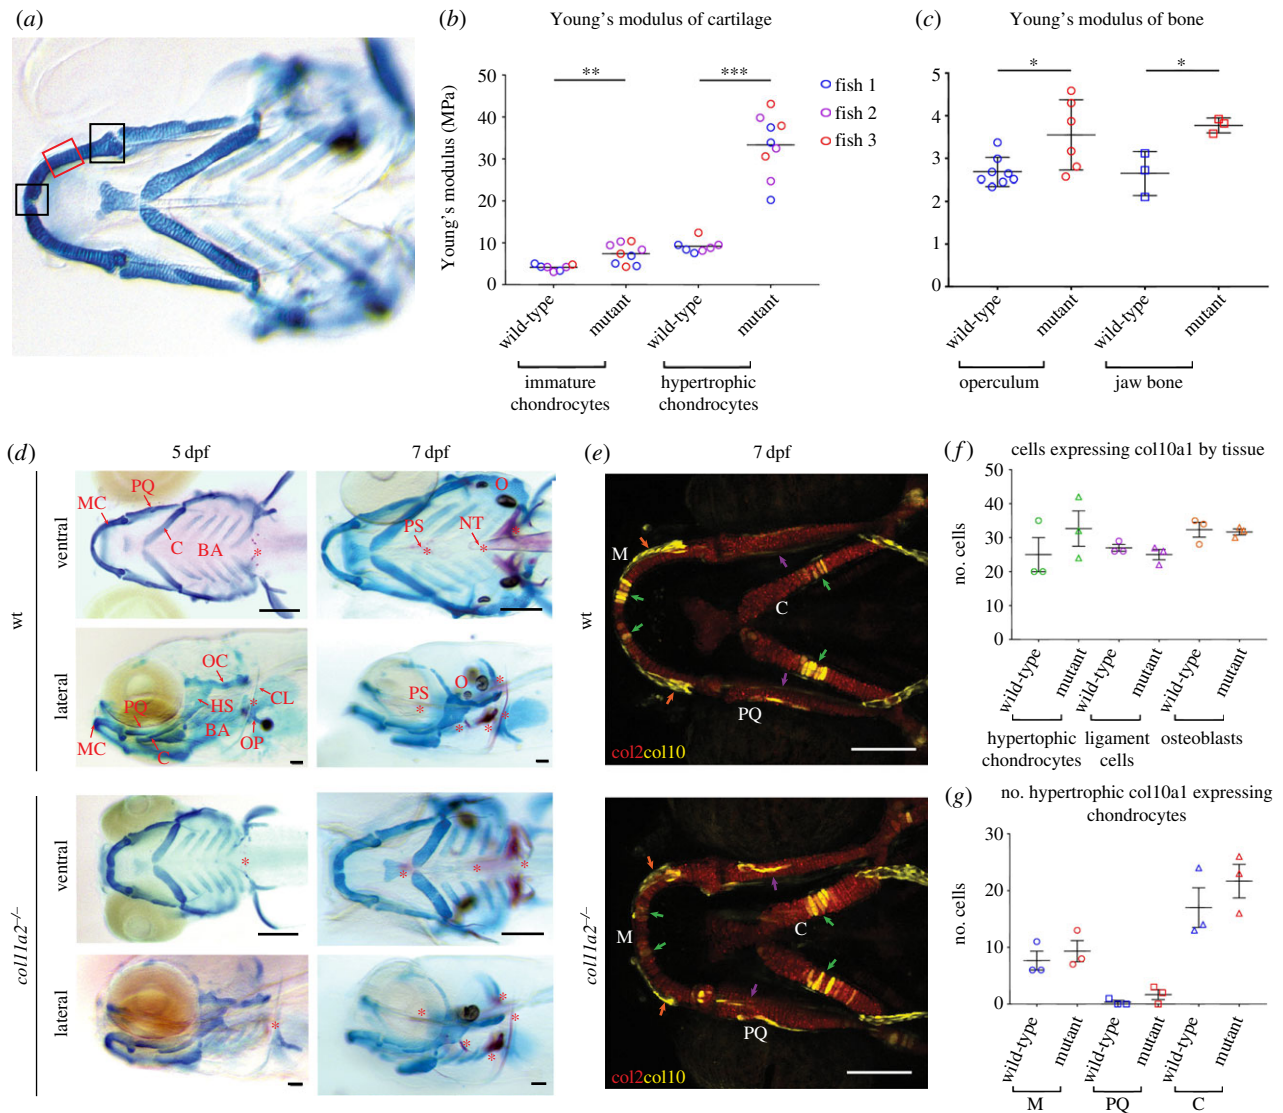 (a)
(b)
Young's modulus of cartilage
Young's modulus (MPa)
50
40
30
20
10
0
**
***
fish 1
fish 2
fish 3
wild-type
mutant
wild-type
mutant
immature
chondrocytes
hypertrophic
chondrocytes
(c)
Young's modulus of bone
5
4
3
2
1
0
*
*
wild-type
mutant
wild-type
mutant
operculum
jaw bone
(d)
5 dpf
7 dpf
wt
ventral
MC
PQ
C
BA
*
PS
*
NT
*
O
lateral
OC
CL
*
HS
PQ
BA
OP
MC
C
PS
*
O
*
*
*
*
col11a2–/–
ventral
*
*
*
*
lateral
*
*
*
*
*
*
(e)
7 dpf
M
C
PQ
col2col10
M
C
PQ
col2col10
(f)
cells expressing col10a1 by tissue
no. cells
50
40
30
20
10
0
wild-type
mutant
wild-type
mutant
wild-type
mutant
hypertophic
chondrocytes
ligament
cells
osteoblasts
(g)
no. hypertrophic col10a1 expressing
chondrocytes
no. cells
30
20
10
0
wild-type
mutant
wild-type
mutant
wild-type
mutant
M
PQ
C